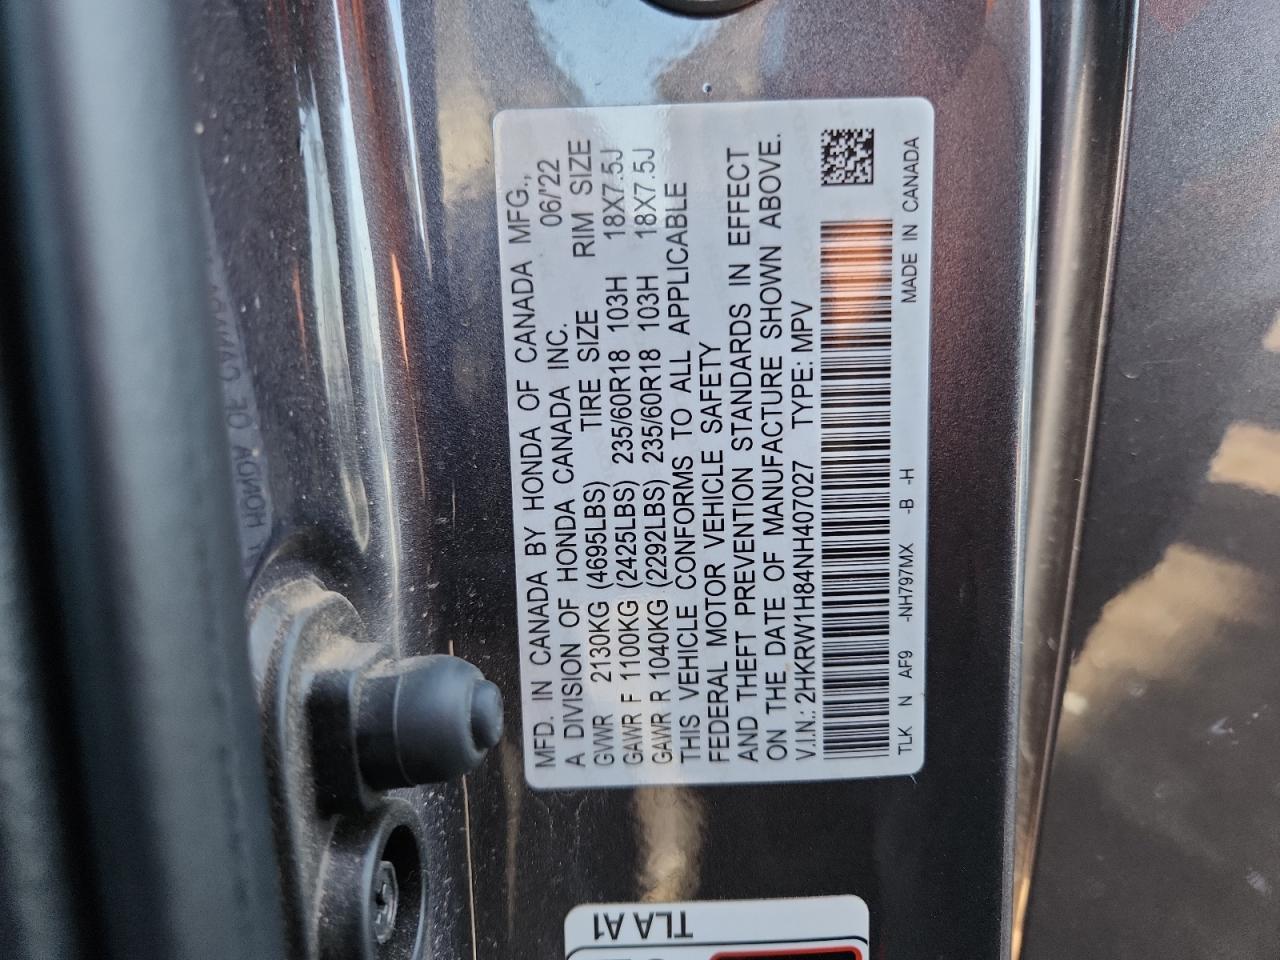 MFD. IN CANADA BY HONDA OF CANADA MFG.,
A DIVISION OF HONDA CANADA INC. 06/'22
GVWR 2130KG (4695LBS) TIRE SIZE RIM SIZE
GAWR F 1100KG (2425LBS) 235/60R18 103H 18X7.5J
GAWR R 1040KG (2292LBS) 235/60R18 103H 18X7.5J
THIS VEHICLE CONFORMS TO ALL APPLICABLE
FEDERAL MOTOR VEHICLE SAFETY
AND THEFT PREVENTION STANDARDS IN EFFECT
ON THE DATE OF MANUFACTURE SHOWN ABOVE.
V.I.N.: 2HKRW1H84NH407027 TYPE: MPV
TLK N AF9 -NH797MX -B -H MADE IN CANADA
TLA A1